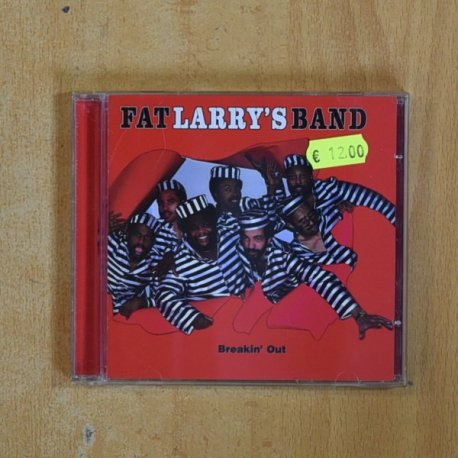 FAT LARRY'S BAND
€ 12.00
Breakin' Out